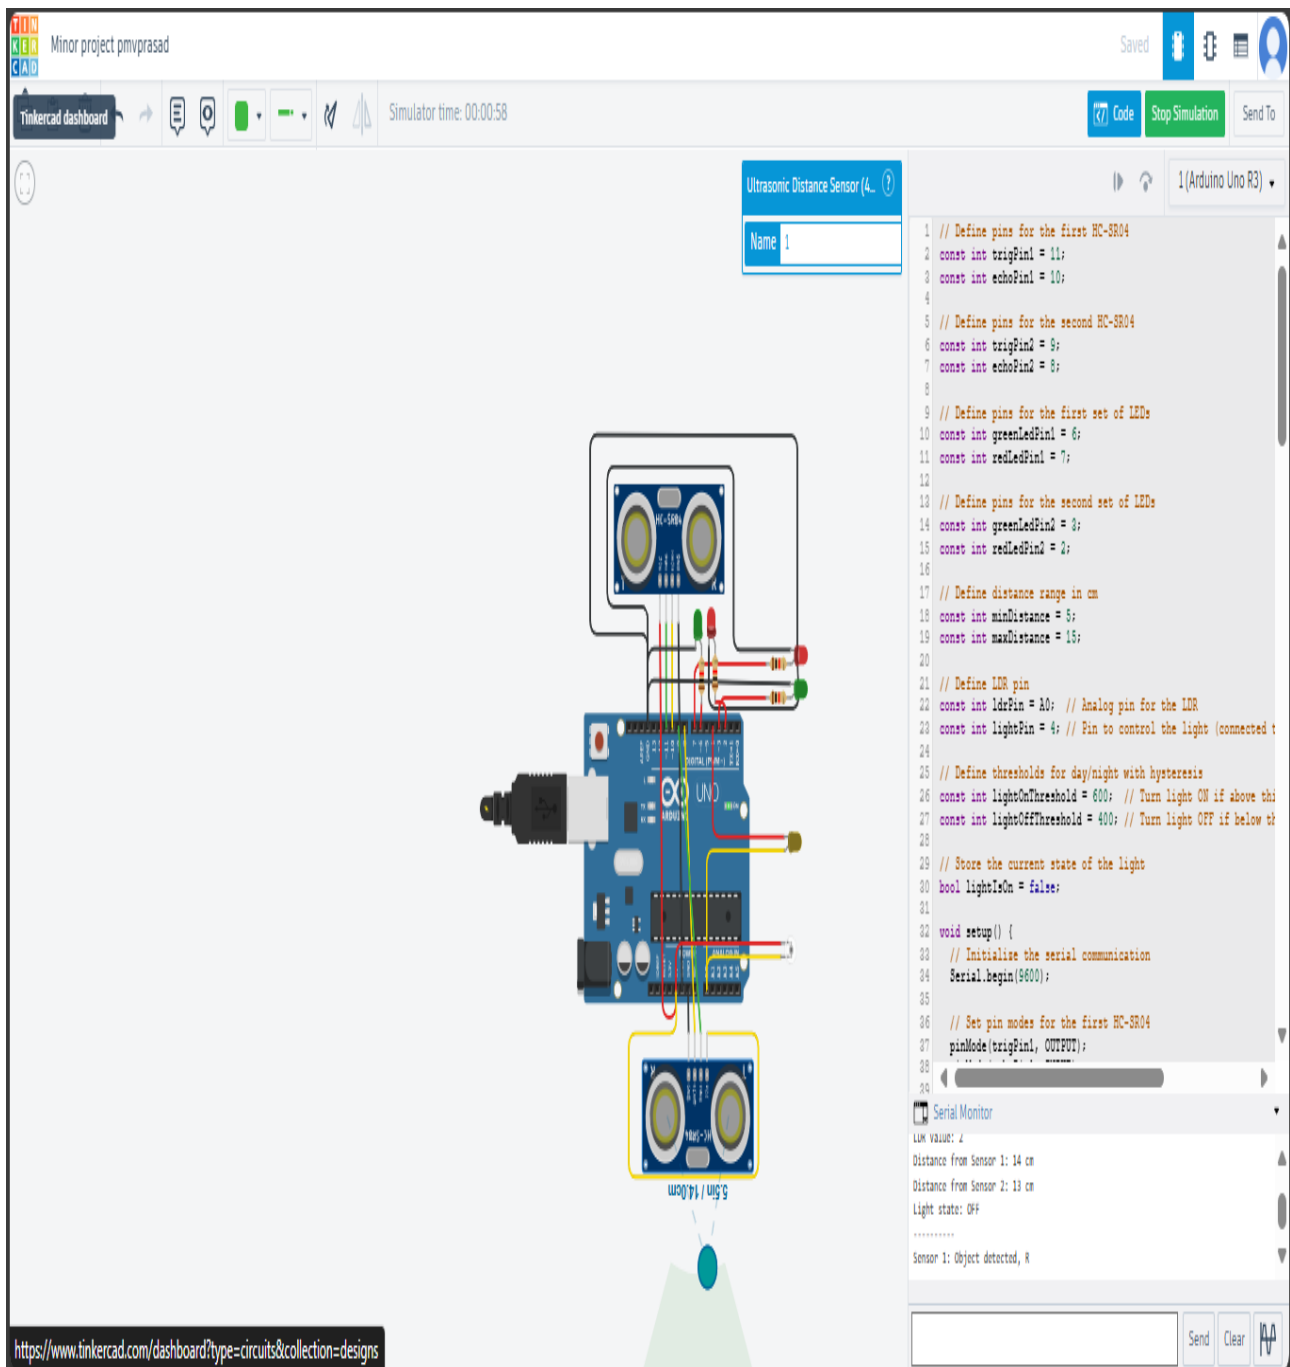 TIN
KER
CAD
Minor project pmvprasad
Saved
Tinkercad dashboard
Simulator time: 00:00:58
Code
Stop Simulation
Send To
Ultrasonic Distance Sensor (4...
?
Name 1
1 (Arduino Uno R3)
1 // Define pins for the first HC-SR04
2 const int trigPin1 = 11;
3 const int echoPin1 = 10;
4
5 // Define pins for the second HC-SR04
6 const int trigPin2 = 9;
7 const int echoPin2 = 8;
8
9 // Define pins for the first set of LEDs
10 const int greenLedPin1 = 6;
11 const int redLedPin1 = 7;
12
13 // Define pins for the second set of LEDs
14 const int greenLedPin2 = 3;
15 const int redLedPin2 = 2;
16
17 // Define distance range in cm
18 const int minDistance = 5;
19 const int maxDistance = 15;
20
21 // Define LDR pin
22 const int ldrPin = A0; // Analog pin for the LDR
23 const int lightPin = 4; // Pin to control the light (connected t
24
25 // Define thresholds for day/night with hysteresis
26 const int lightOnThreshold = 600; // Turn light ON if above thi
27 const int lightOffThreshold = 400; // Turn light OFF if below th
28
29 // Store the current state of the light
30 bool lightIsOn = false;
31
32 void setup() {
33 // Initialize the serial communication
34 Serial.begin(9600);
35
36 // Set pin modes for the first HC-SR04
37 pinMode(trigPin1, OUTPUT);
38
39
HC-SR04
T R
DIGITAL (PWM~)
UNO
ARDUINO
HC-SR04
5.5in / 14.0cm
Serial Monitor
LDR Value: 2
Distance from Sensor 1: 14 cm
Distance from Sensor 2: 13 cm
Light state: OFF
----------
Sensor 1: Object detected, R
Send
Clear
https://www.tinkercad.com/dashboard?type=circuits&collection=designs